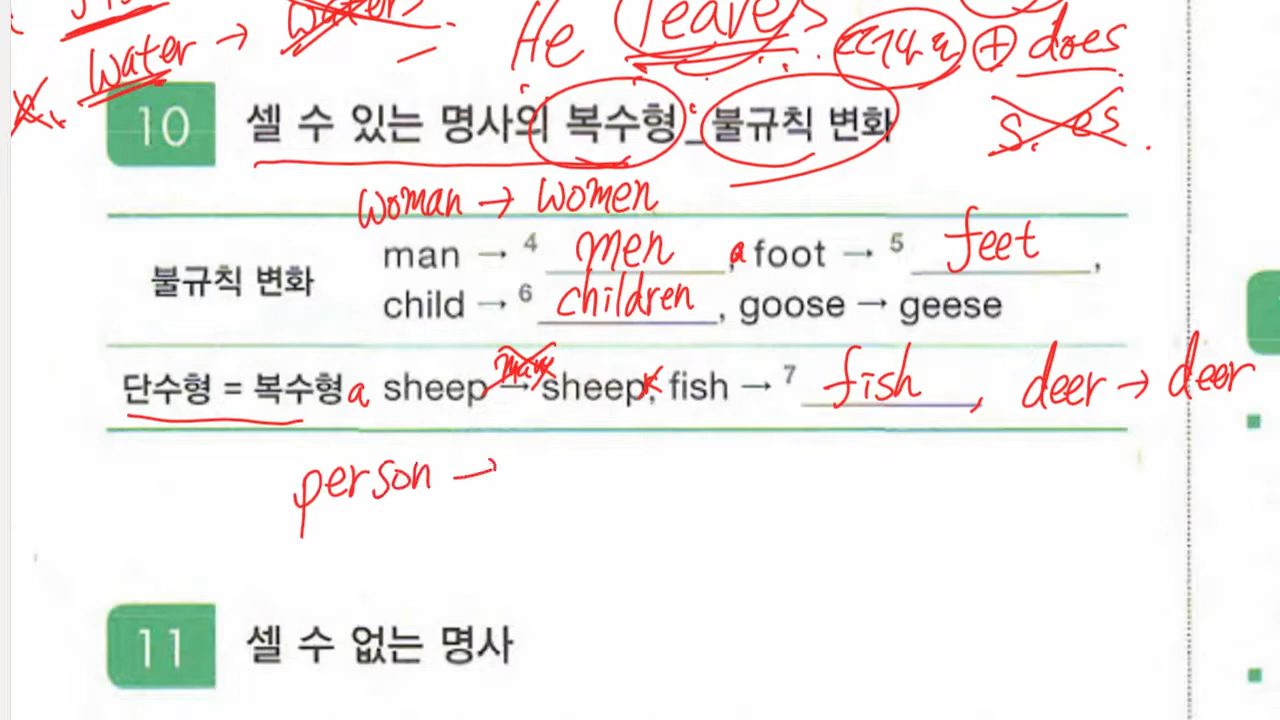 water → waters.
He leaves ⊕ does
10 셀 수 있는 명사의 복수형_불규칙 변화 s. es.
woman → women
불규칙 변화 man → 4 men, a foot → 5 feet,
child → 6 children, goose → geese
단수형 = 복수형 a sheep → sheep, fish → 7 fish, deer → deer
person →
11 셀 수 없는 명사